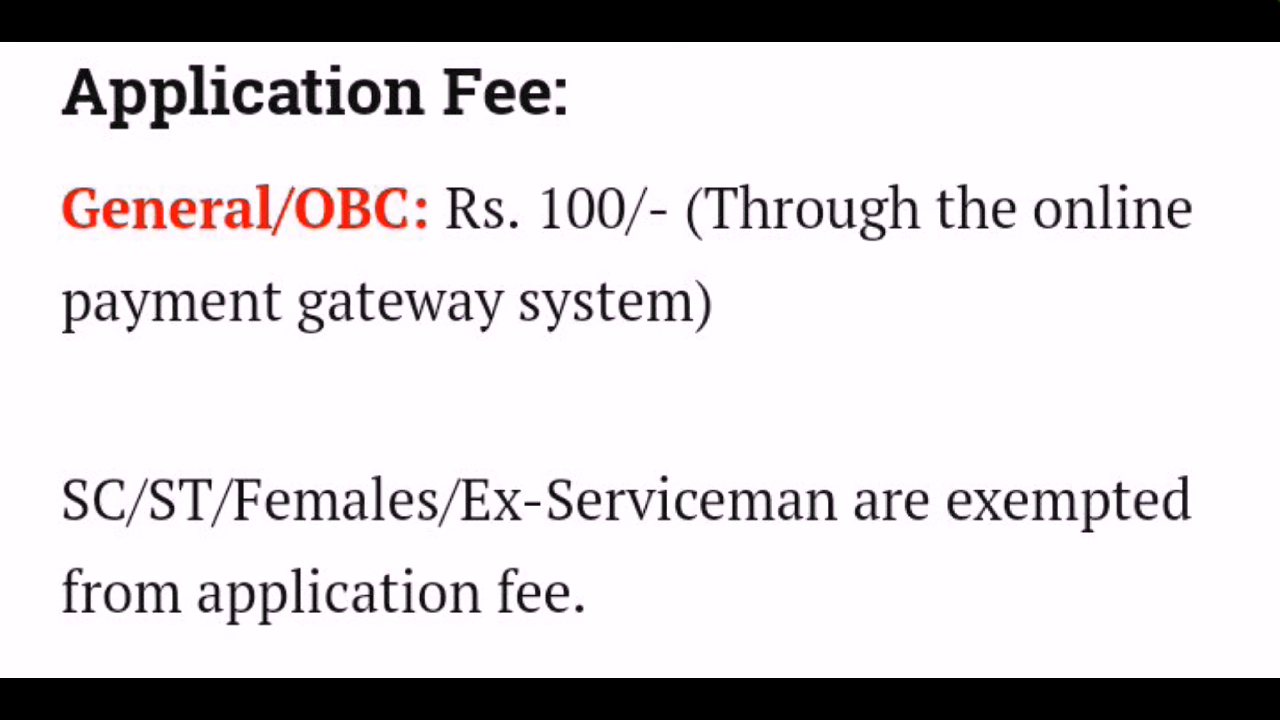 Application Fee:
General/OBC: Rs. 100/- (Through the online
payment gateway system)
SC/ST/Females/Ex-Serviceman are exempted
from application fee.